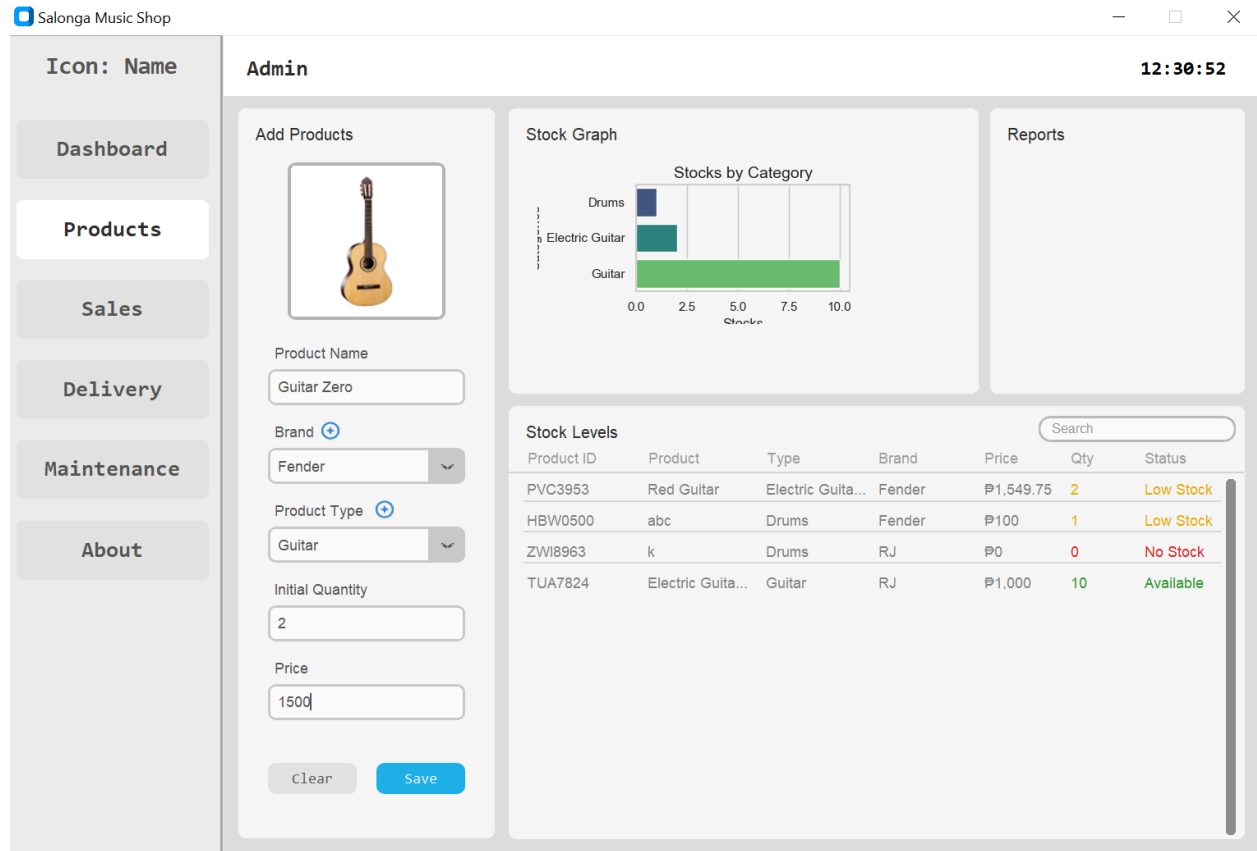 Salonga Music Shop
Icon: Name
Admin
12:30:52
Dashboard
Products
Sales
Delivery
Maintenance
About
Add Products
Product Name
Guitar Zero
Brand
Fender
Product Type
Guitar
Initial Quantity
2
Price
1500
Clear
Save
Stock Graph
Stocks by Category
Drums
Electric Guitar
Guitar
0.0 2.5 5.0 7.5 10.0
Stocks
Reports
Stock Levels
Search
Product ID Product Type Brand Price Qty Status
PVC3953 Red Guitar Electric Guita... Fender ₱1,549.75 2 Low Stock
HBW0500 abc Drums Fender ₱100 1 Low Stock
ZWI8963 k Drums RJ ₱0 0 No Stock
TUA7824 Electric Guita... Guitar RJ ₱1,000 10 Available